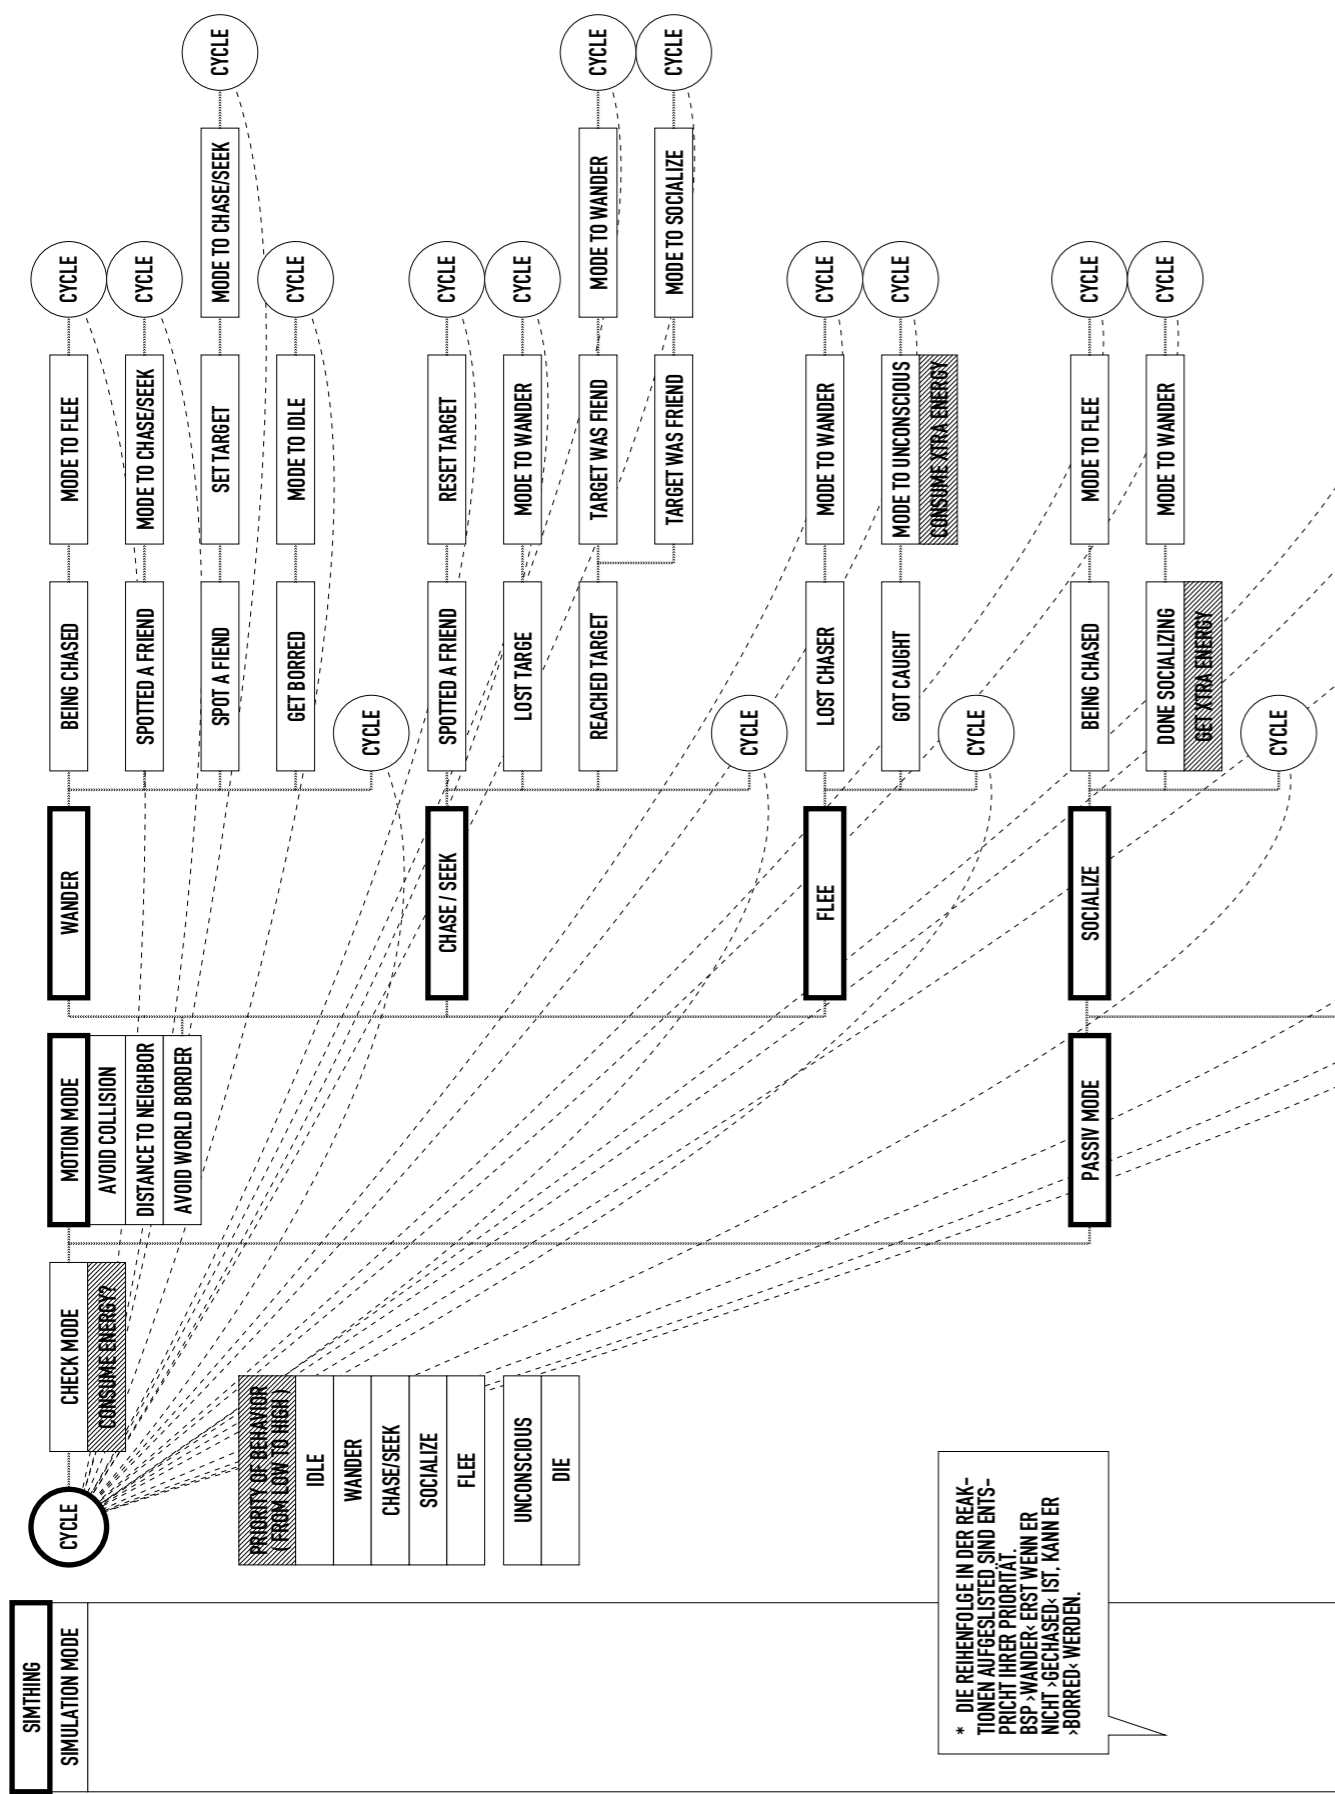 SIMTHING
SIMULATION MODE
CYCLE
CHECK MODE
CONSUME ENERGY?
MOTION MODE
AVOID COLLISION
DISTANCE TO NEIGHBOR
AVOID WORLD BORDER
WANDER
BEING CHASED
MODE TO FLEE
CYCLE
SPOTTED A FRIEND
MODE TO CHASE/SEEK
CYCLE
SPOT A FIEND
SET TARGET
MODE TO CHASE/SEEK
CYCLE
GET BORRED
MODE TO IDLE
CYCLE
CYCLE
CHASE / SEEK
SPOTTED A FRIEND
RESET TARGET
CYCLE
LOST TARGE
MODE TO WANDER
CYCLE
REACHED TARGET
TARGET WAS FIEND
MODE TO WANDER
CYCLE
TARGET WAS FRIEND
MODE TO SOCIALIZE
CYCLE
CYCLE
FLEE
LOST CHASER
MODE TO WANDER
CYCLE
GOT CAUGHT
MODE TO UNCONSCIOUS
CONSUME XTRA ENERGY
CYCLE
CYCLE
PASSIV MODE
SOCIALIZE
BEING CHASED
MODE TO FLEE
CYCLE
DONE SOCIALIZING
GET XTRA ENERGY
MODE TO WANDER
CYCLE
CYCLE
PRIORITY OF BEHAVIOR
( FROM LOW TO HIGH )
IDLE
WANDER
CHASE/SEEK
SOCIALIZE
FLEE
UNCONSCIOUS
DIE
* DIE REIHENFOLGE IN DER REAK-
TIONEN AUFGESLISTED SIND ENTS-
PRICHT IHRER PRIORITÄT.
BSP ›WANDER‹ ERST WENN ER
NICHT ›GECHASED‹ IST, KANN ER
›BORRED‹ WERDEN.